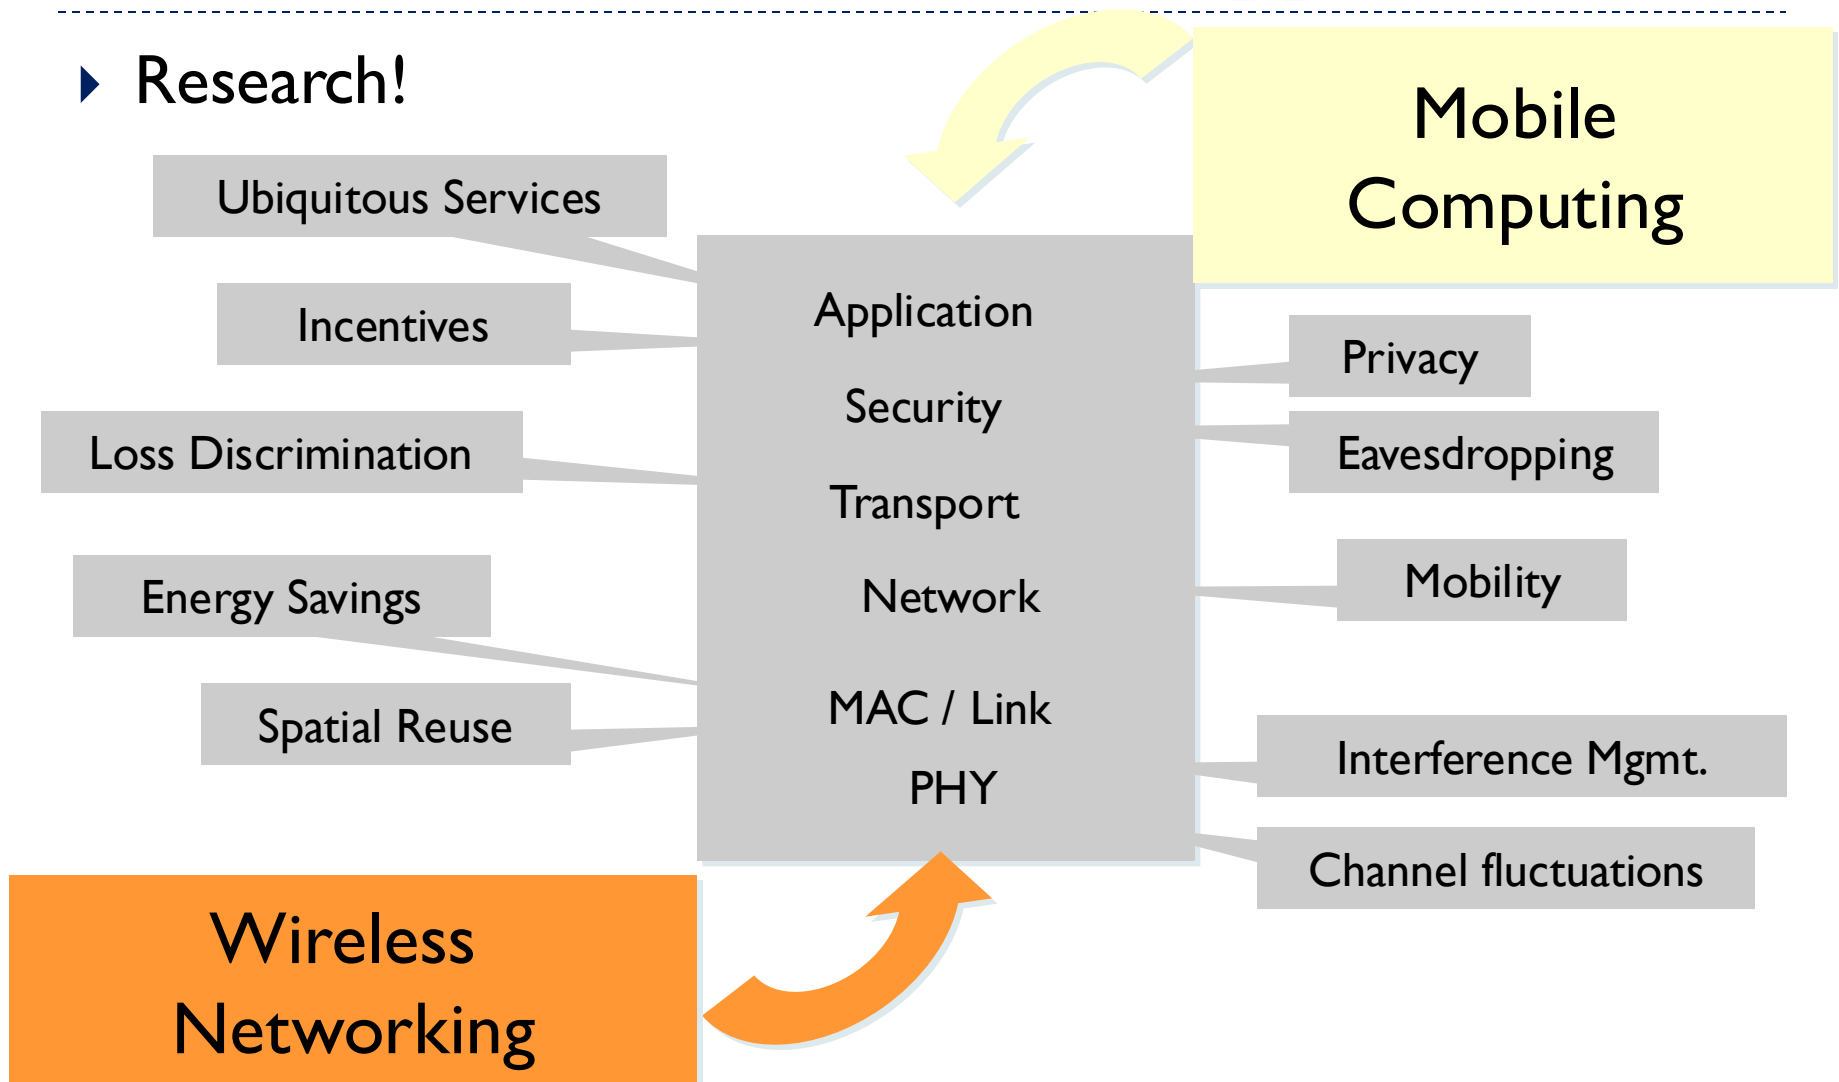 Research!
Mobile
Computing
Ubiquitous Services
Incentives
Loss Discrimination
Energy Savings
Spatial Reuse
Application
Security
Transport
Network
MAC / Link
PHY
Privacy
Eavesdropping
Mobility
Interference Mgmt.
Channel fluctuations
Wireless
Networking